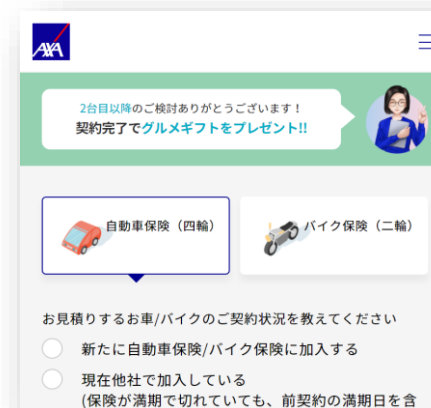 AXA
2台目以降のご検討ありがとうございます！
契約完了でグルメギフトをプレゼント!!
自動車保険（四輪）
バイク保険（二輪）
お見積りするお車/バイクのご契約状況を教えてください
新たに自動車保険/バイク保険に加入する
現在他社で加入している
(保険が満期で切れていても、前契約の満期日を含